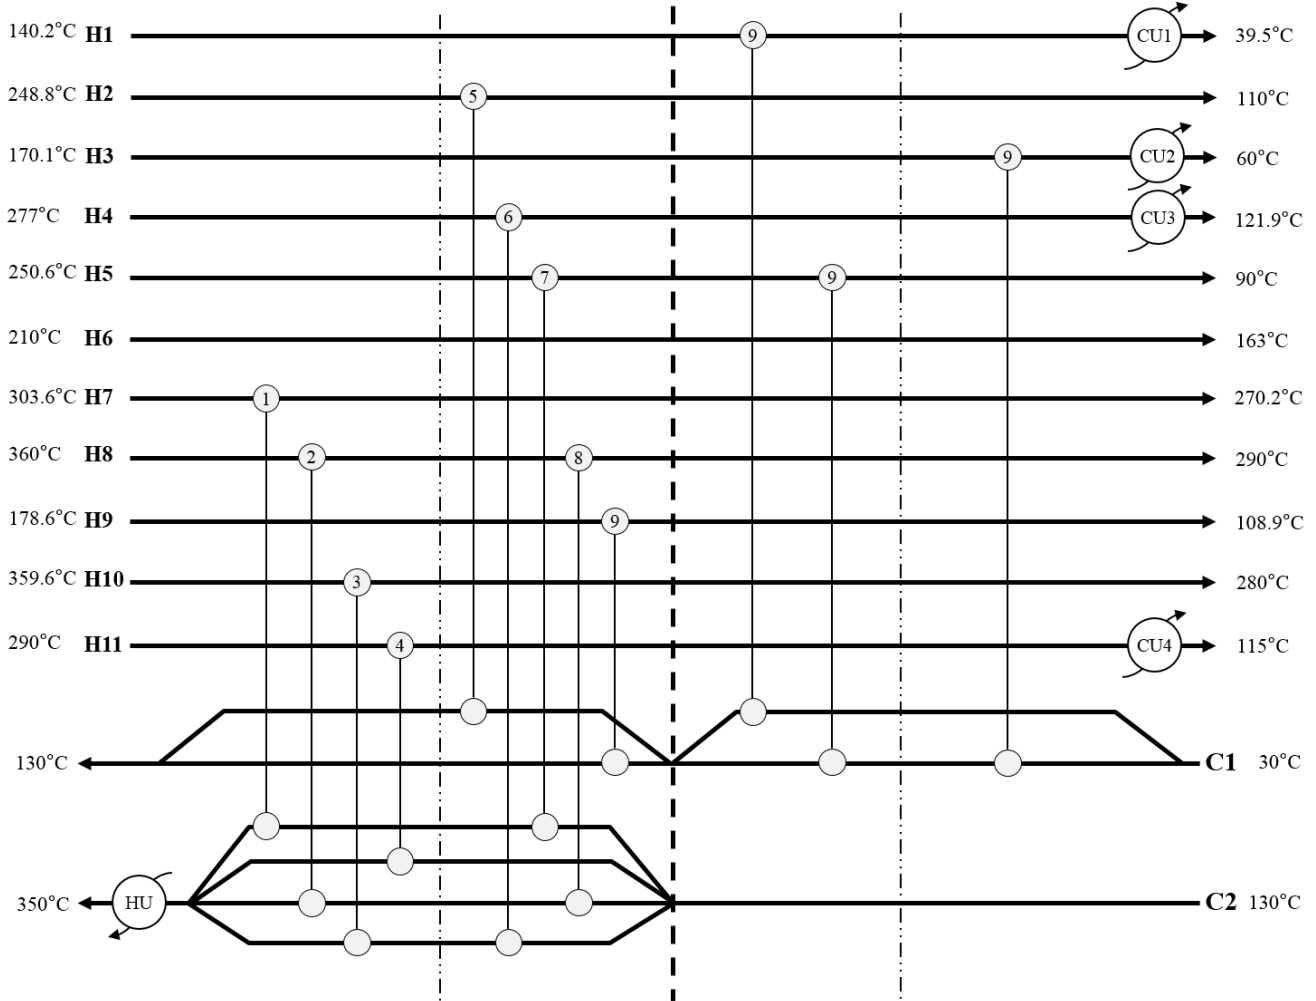 140.2°C H1 9 CU1 39.5°C
248.8°C H2 5 110°C
170.1°C H3 9 CU2 60°C
277°C H4 6 CU3 121.9°C
250.6°C H5 7 9 90°C
210°C H6 163°C
303.6°C H7 1 270.2°C
360°C H8 2 8 290°C
178.6°C H9 9 108.9°C
359.6°C H10 3 280°C
290°C H11 4 CU4 115°C
130°C C1 30°C
350°C HU C2 130°C